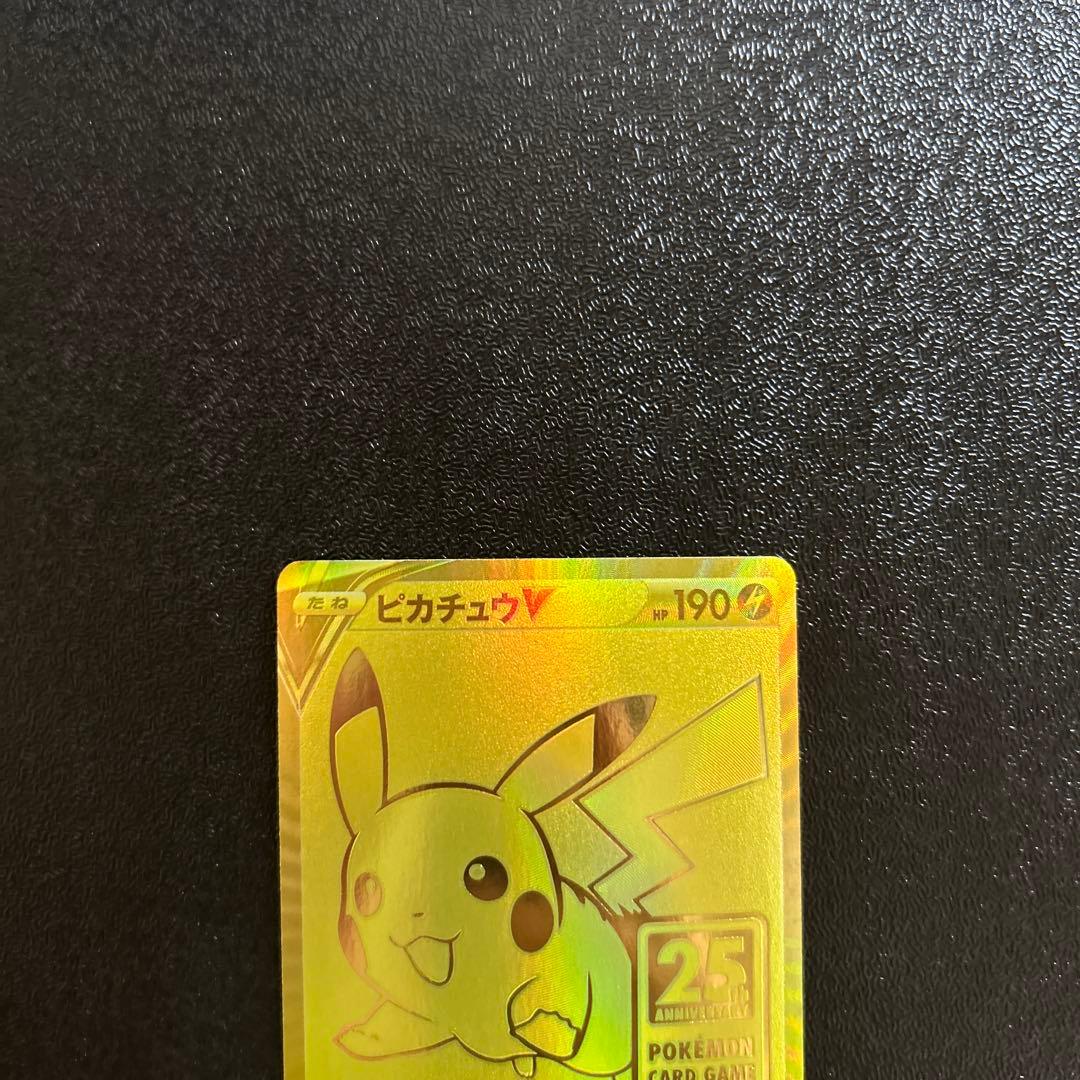 たね ピカチュウV HP 190
25th
ANNIVERSARY
POKÉMON
CARD GAME